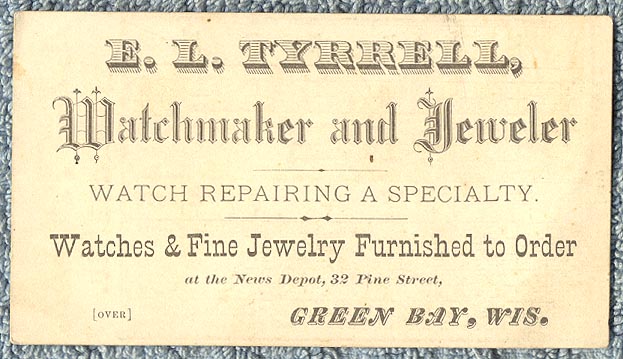 E. L. TYRRELL,
Watchmaker and Jeweler
WATCH REPAIRING A SPECIALTY.
Watches & Fine Jewelry Furnished to Order
at the News Depot, 32 Pine Street,
[OVER] GREEN BAY, WIS.